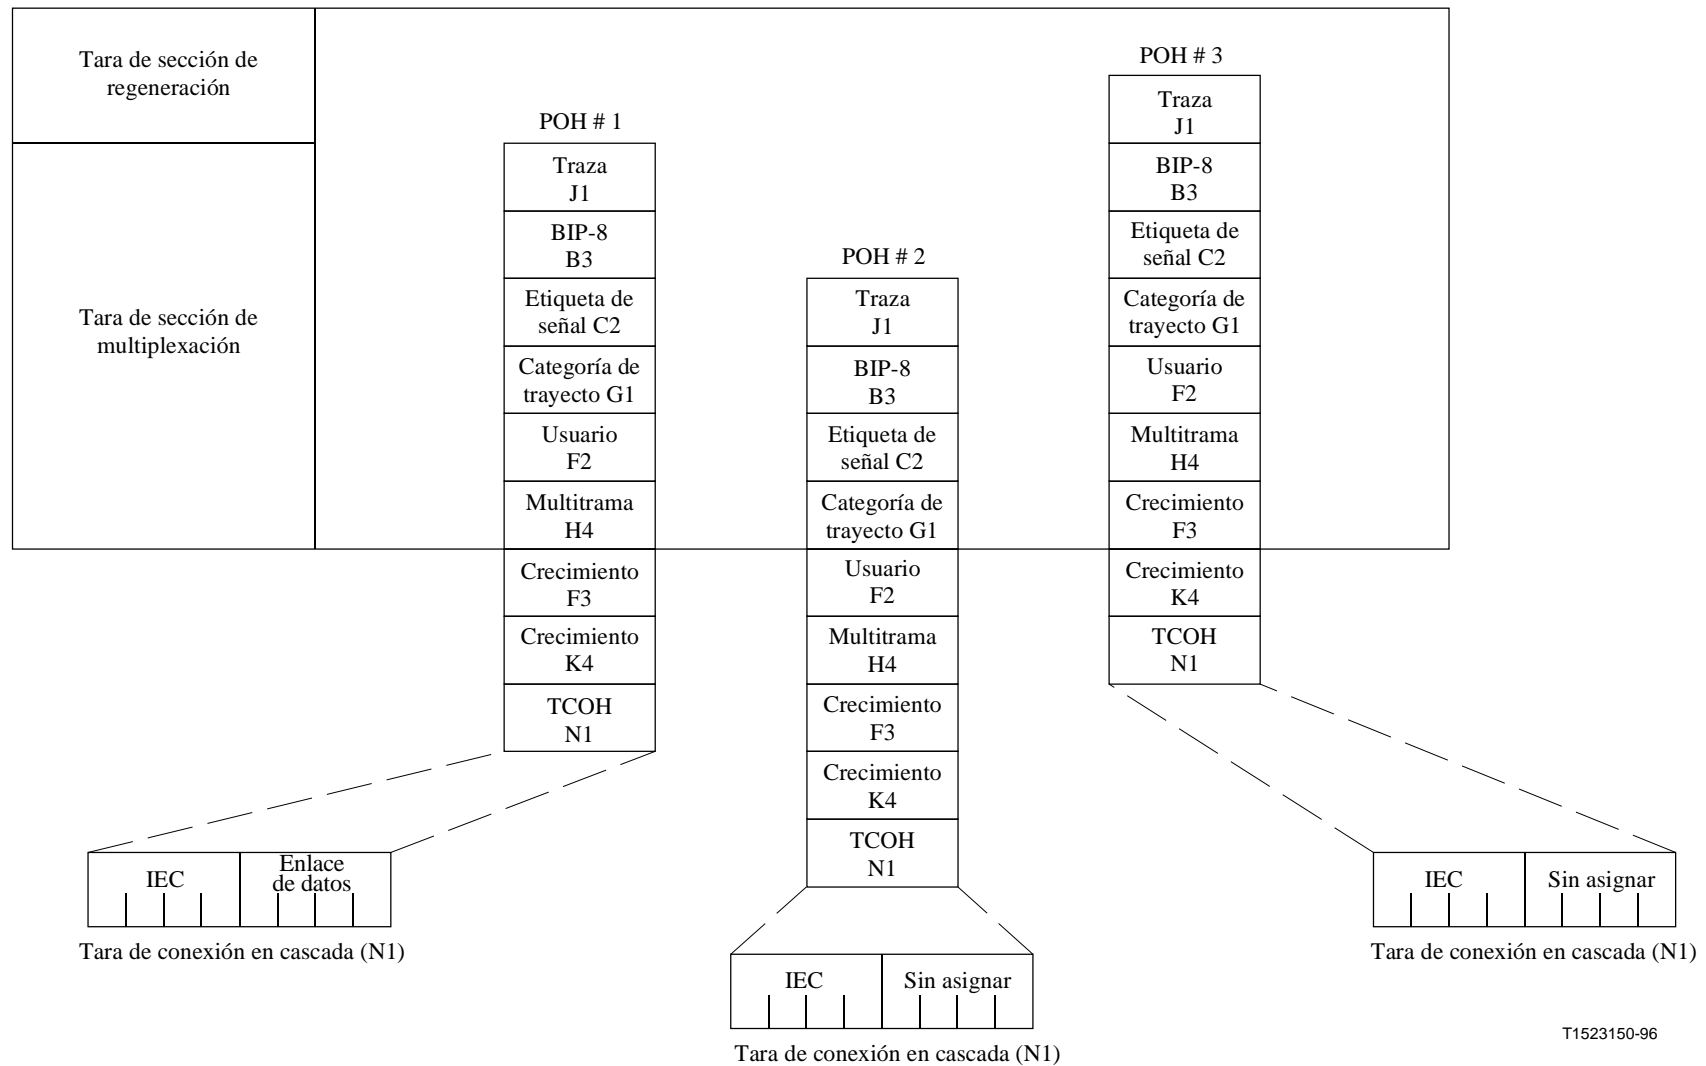 Tara de sección de
regeneración
Tara de sección de
multiplexación
POH # 1
Traza
J1
BIP-8
B3
Etiqueta de
señal C2
Categoría de
trayecto G1
Usuario
F2
Multitrama
H4
Crecimiento
F3
Crecimiento
K4
TCOH
N1
IEC
Enlace
de datos
Tara de conexión en cascada (N1)
POH # 2
Traza
J1
BIP-8
B3
Etiqueta de
señal C2
Categoría de
trayecto G1
Usuario
F2
Multitrama
H4
Crecimiento
F3
Crecimiento
K4
TCOH
N1
IEC
Sin asignar
Tara de conexión en cascada (N1)
POH # 3
Traza
J1
BIP-8
B3
Etiqueta de
señal C2
Categoría de
trayecto G1
Usuario
F2
Multitrama
H4
Crecimiento
F3
Crecimiento
K4
TCOH
N1
IEC
Sin asignar
Tara de conexión en cascada (N1)
T1523150-96